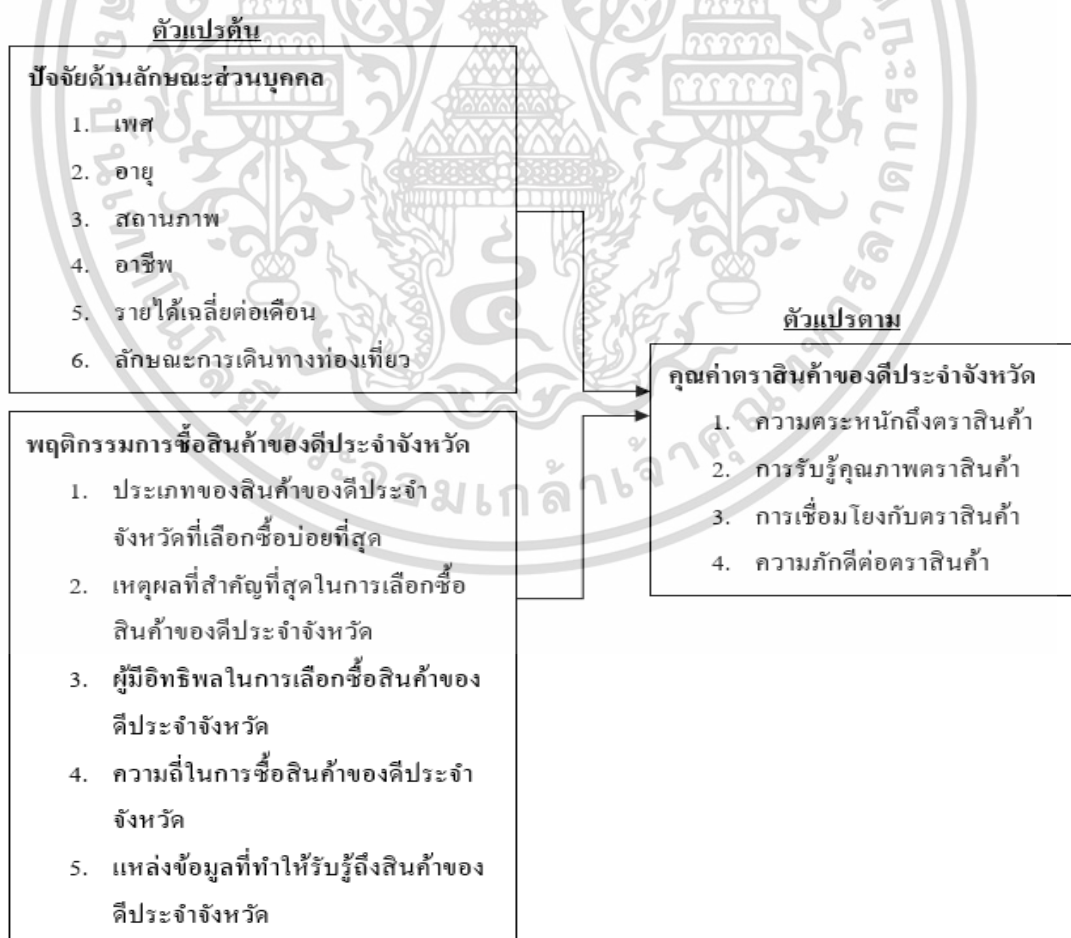 ตัวแปรต้น
ปัจจัยด้านลักษณะส่วนบุคคล
1. เพศ
2. อายุ
3. สถานภาพ
4. อาชีพ
5. รายได้เฉลี่ยต่อเดือน
6. ลักษณะการเดินทางท่องเที่ยว
พฤติกรรมการซื้อสินค้าของดีประจำจังหวัด
1. ประเภทของสินค้าของดีประจำ
จังหวัดที่เลือกซื้อบ่อยที่สุด
2. เหตุผลที่สำคัญที่สุดในการเลือกซื้อ
สินค้าของดีประจำจังหวัด
3. ผู้มีอิทธิพลในการเลือกซื้อสินค้าของ
ดีประจำจังหวัด
4. ความถี่ในการซื้อสินค้าของดีประจำ
จังหวัด
5. แหล่งข้อมูลที่ทำให้รับรู้ถึงสินค้าของ
ดีประจำจังหวัด
ตัวแปรตาม
คุณค่าตราสินค้าของดีประจำจังหวัด
1. ความตระหนักถึงตราสินค้า
2. การรับรู้คุณภาพตราสินค้า
3. การเชื่อมโยงกับตราสินค้า
4. ความภักดีต่อตราสินค้า